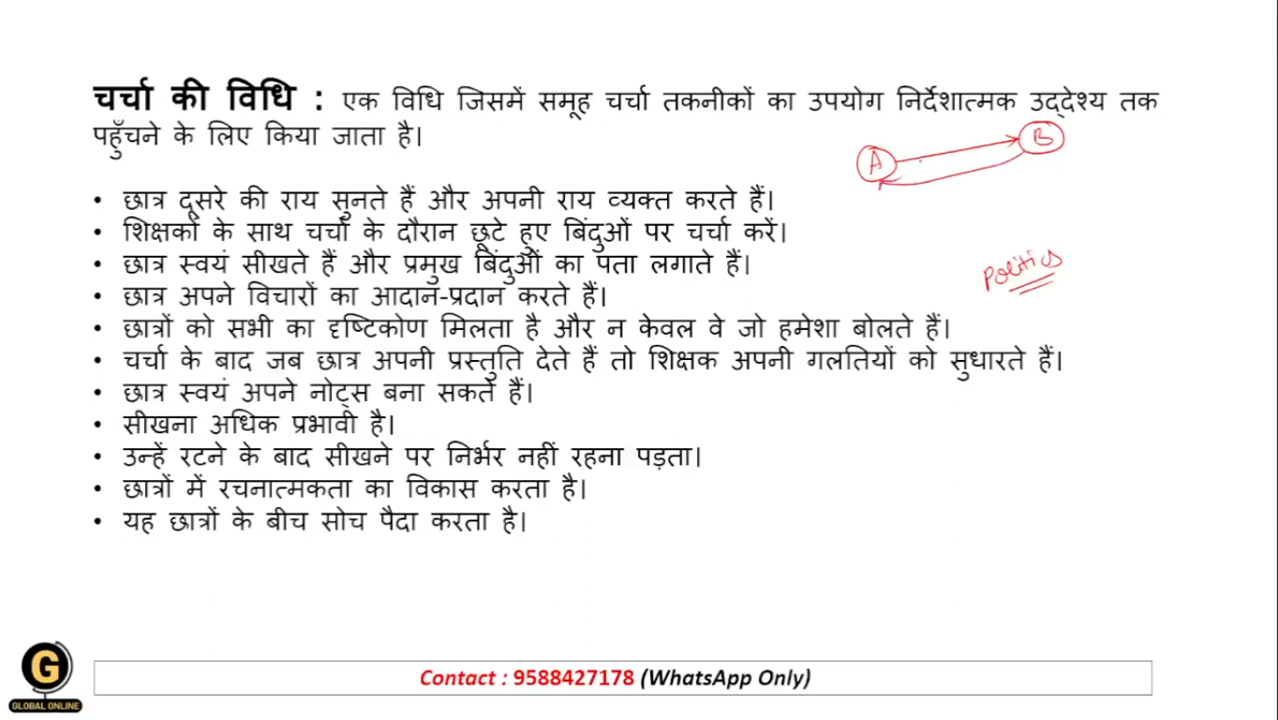 चर्चा की विधि : एक विधि जिसमें समूह चर्चा तकनीकों का उपयोग निर्देशात्मक उद्देश्य तक
पहुँचने के लिए किया जाता है।
A B
• छात्र दूसरे की राय सुनते हैं और अपनी राय व्यक्त करते हैं।
• शिक्षकों के साथ चर्चा के दौरान छूटे हुए बिंदुओं पर चर्चा करें।
• छात्र स्वयं सीखते हैं और प्रमुख बिंदुओं का पता लगाते हैं।
Politics
• छात्र अपने विचारों का आदान-प्रदान करते हैं।
• छात्रों को सभी का दृष्टिकोण मिलता है और न केवल वे जो हमेशा बोलते हैं।
• चर्चा के बाद जब छात्र अपनी प्रस्तुति देते हैं तो शिक्षक अपनी गलतियों को सुधारते हैं।
• छात्र स्वयं अपने नोट्स बना सकते हैं।
• सीखना अधिक प्रभावी है।
• उन्हें रटने के बाद सीखने पर निर्भर नहीं रहना पड़ता।
• छात्रों में रचनात्मकता का विकास करता है।
• यह छात्रों के बीच सोच पैदा करता है।
G
GLOBAL ONLINE
Contact : 9588427178 (WhatsApp Only)